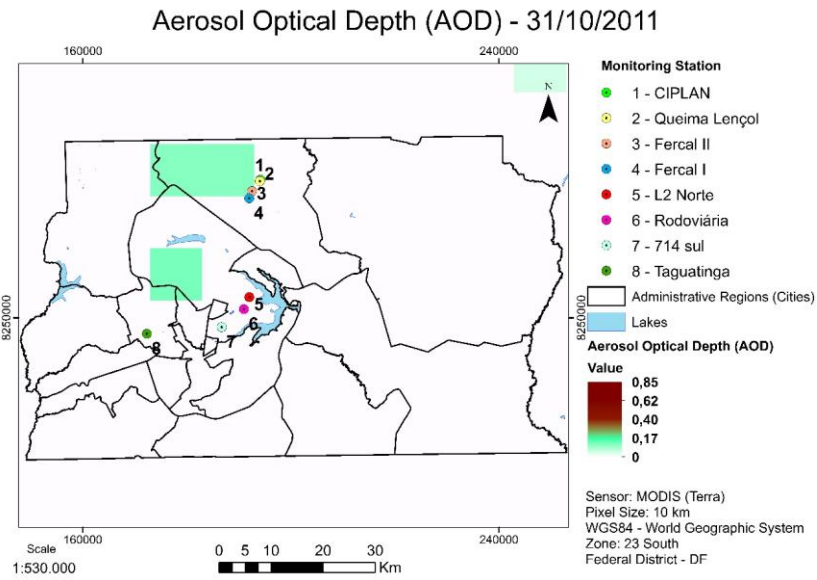 Aerosol Optical Depth (AOD) - 31/10/2011
160000
240000
8250000
8250000
160000
240000
N
1
2
3
4
5
6
7
8
Monitoring Station
1 - CIPLAN
2 - Queima Lençol
3 - Fercal II
4 - Fercal I
5 - L2 Norte
6 - Rodoviária
7 - 714 sul
8 - Taguatinga
Administrative Regions (Cities)
Lakes
Aerosol Optical Depth (AOD)
Value
0,85
0,62
0,40
0,17
0
Sensor: MODIS (Terra)
Pixel Size: 10 km
WGS84 - World Geographic System
Zone: 23 South
Federal District - DF
Scale
1:530.000
0 5 10 20 30
Km